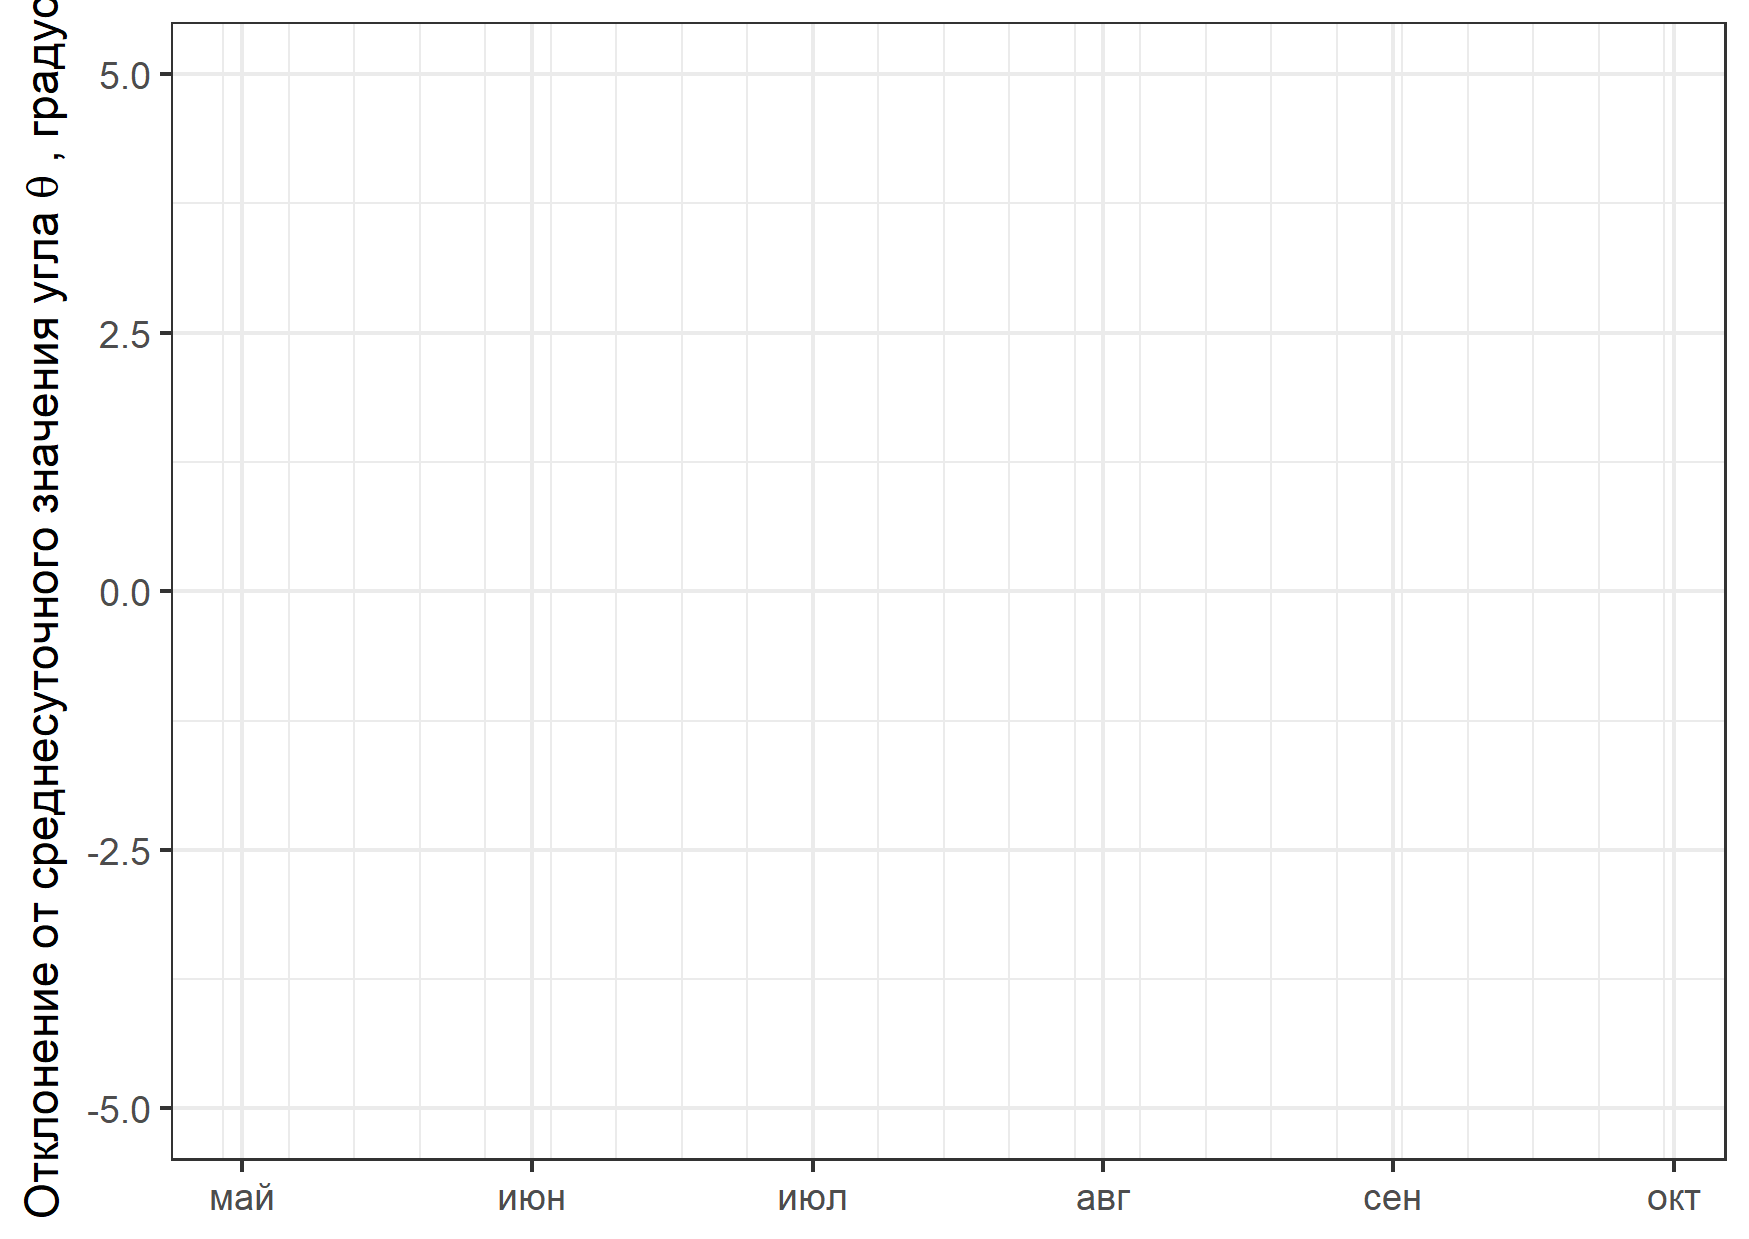 Отклонение от среднесуточного значения угла θ , 
5.0
2.5
0.0
-2.5
-5.0
май июн июл авг сен окт